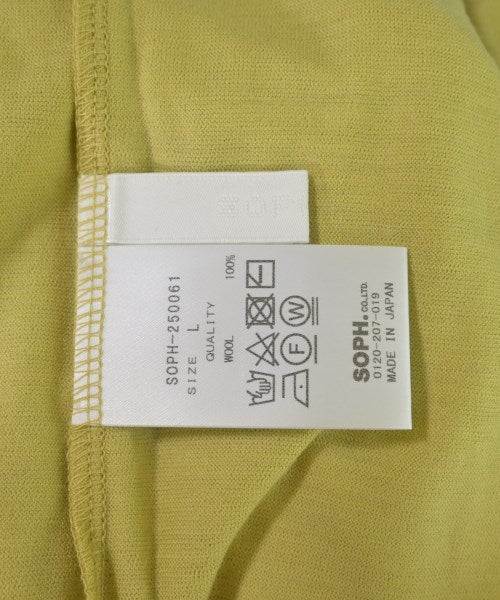 SOPH-250061
SIZE L
QUALITY
WOOL 100%
F W
SOPH. CO.,LTD.
0120-207-019
MADE IN JAPAN